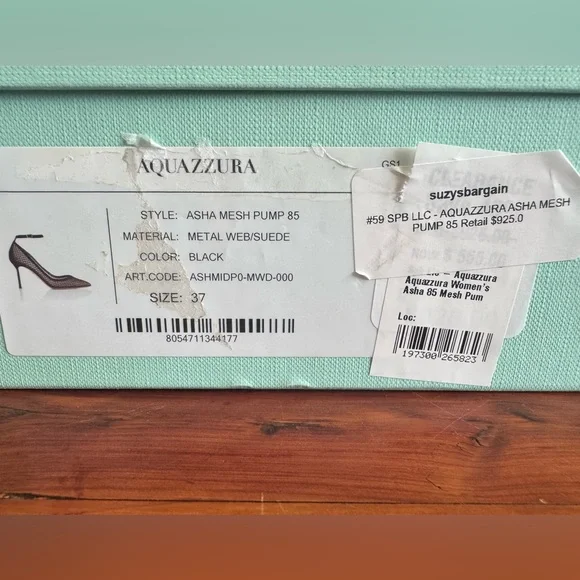 AQUAZZURA
STYLE: ASHA MESH PUMP 85
MATERIAL: METAL WEB/SUEDE
COLOR: BLACK
ART.CODE: ASHMIDP0-MWD-000
SIZE: 37
8054711344177
GS1
CLEARANCE
suzysbargain
#59 SPB LLC - AQUAZZURA ASHA MESH
PUMP 85 Retail $925.0
Aquazzura
Aquazzura Women's
Asha 85 Mesh Pum
Loc:
197300 265823